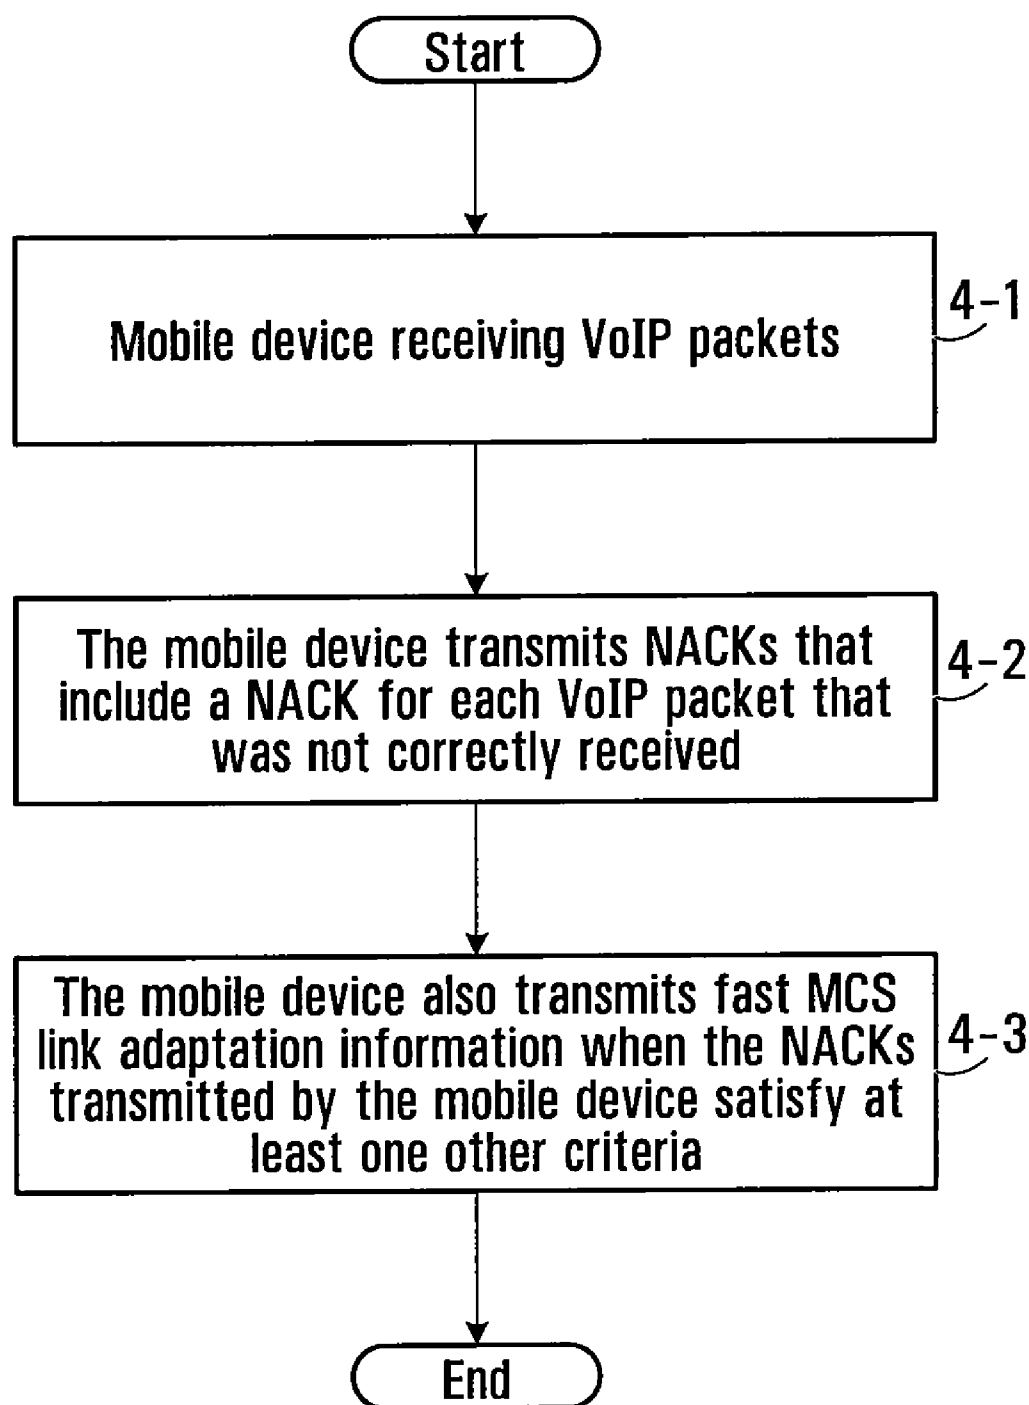 Start
Mobile device receiving VoIP packets
4-1
The mobile device transmits NACKs that
include a NACK for each VoIP packet that
was not correctly received
4-2
The mobile device also transmits fast MCS
link adaptation information when the NACKs
transmitted by the mobile device satisfy at
least one other criteria
4-3
End